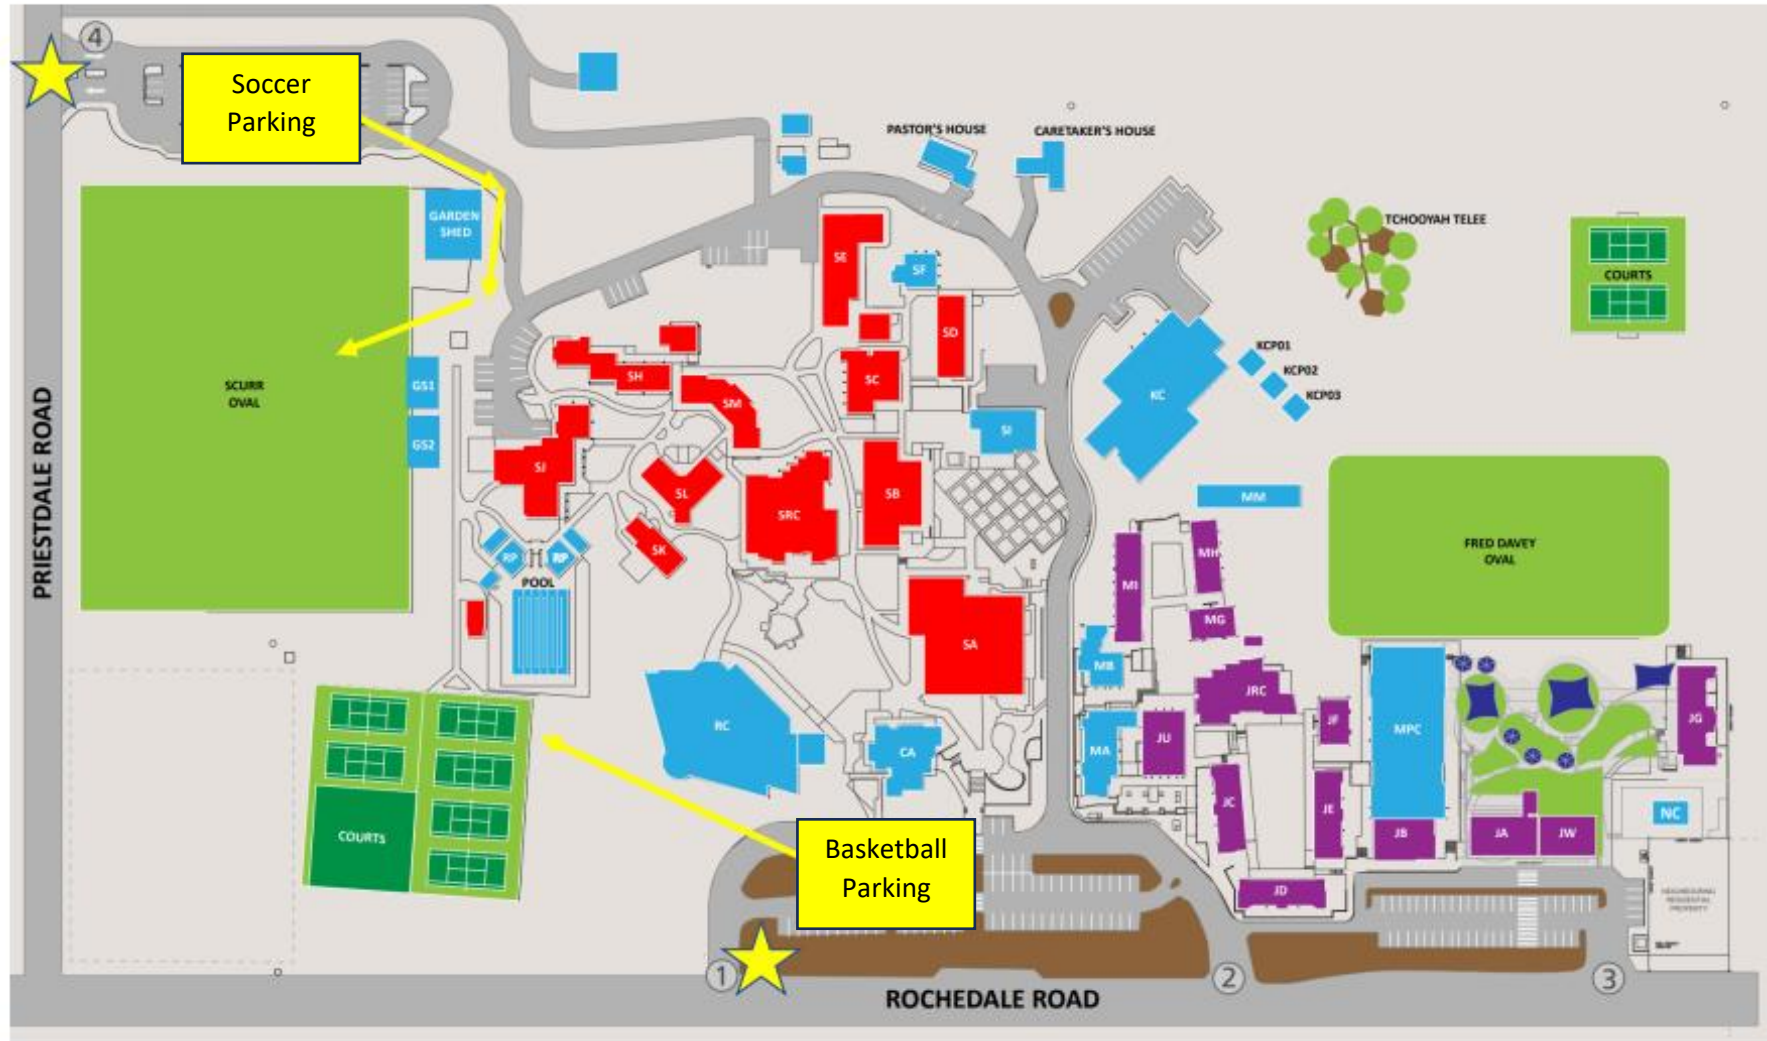 4
Soccer
Parking
PASTOR'S HOUSE
CARETAKER'S HOUSE
GARDEN
SHED
TCHOOYAH TELEE
COURTS
SE
SF
SD
SH
SM
SC
SI
KC
KCP01
KCP02
KCP03
SCURR
OVAL
GS1
GS2
PRIESTDALE ROAD
SJ
SL
SRC
SB
SK
RP
RP
POOL
MM
FRED DAVEY
OVAL
MI
MH
MG
SA
MB
JRC
RC
CA
MA
JU
JF
MPC
JG
COURTS
JC
JE
JB
JA
JW
NC
JD
Basketball
Parking
NEIGHBOURING
RESIDENTIAL
PROPERTY
1
2
3
ROCHEDALE ROAD